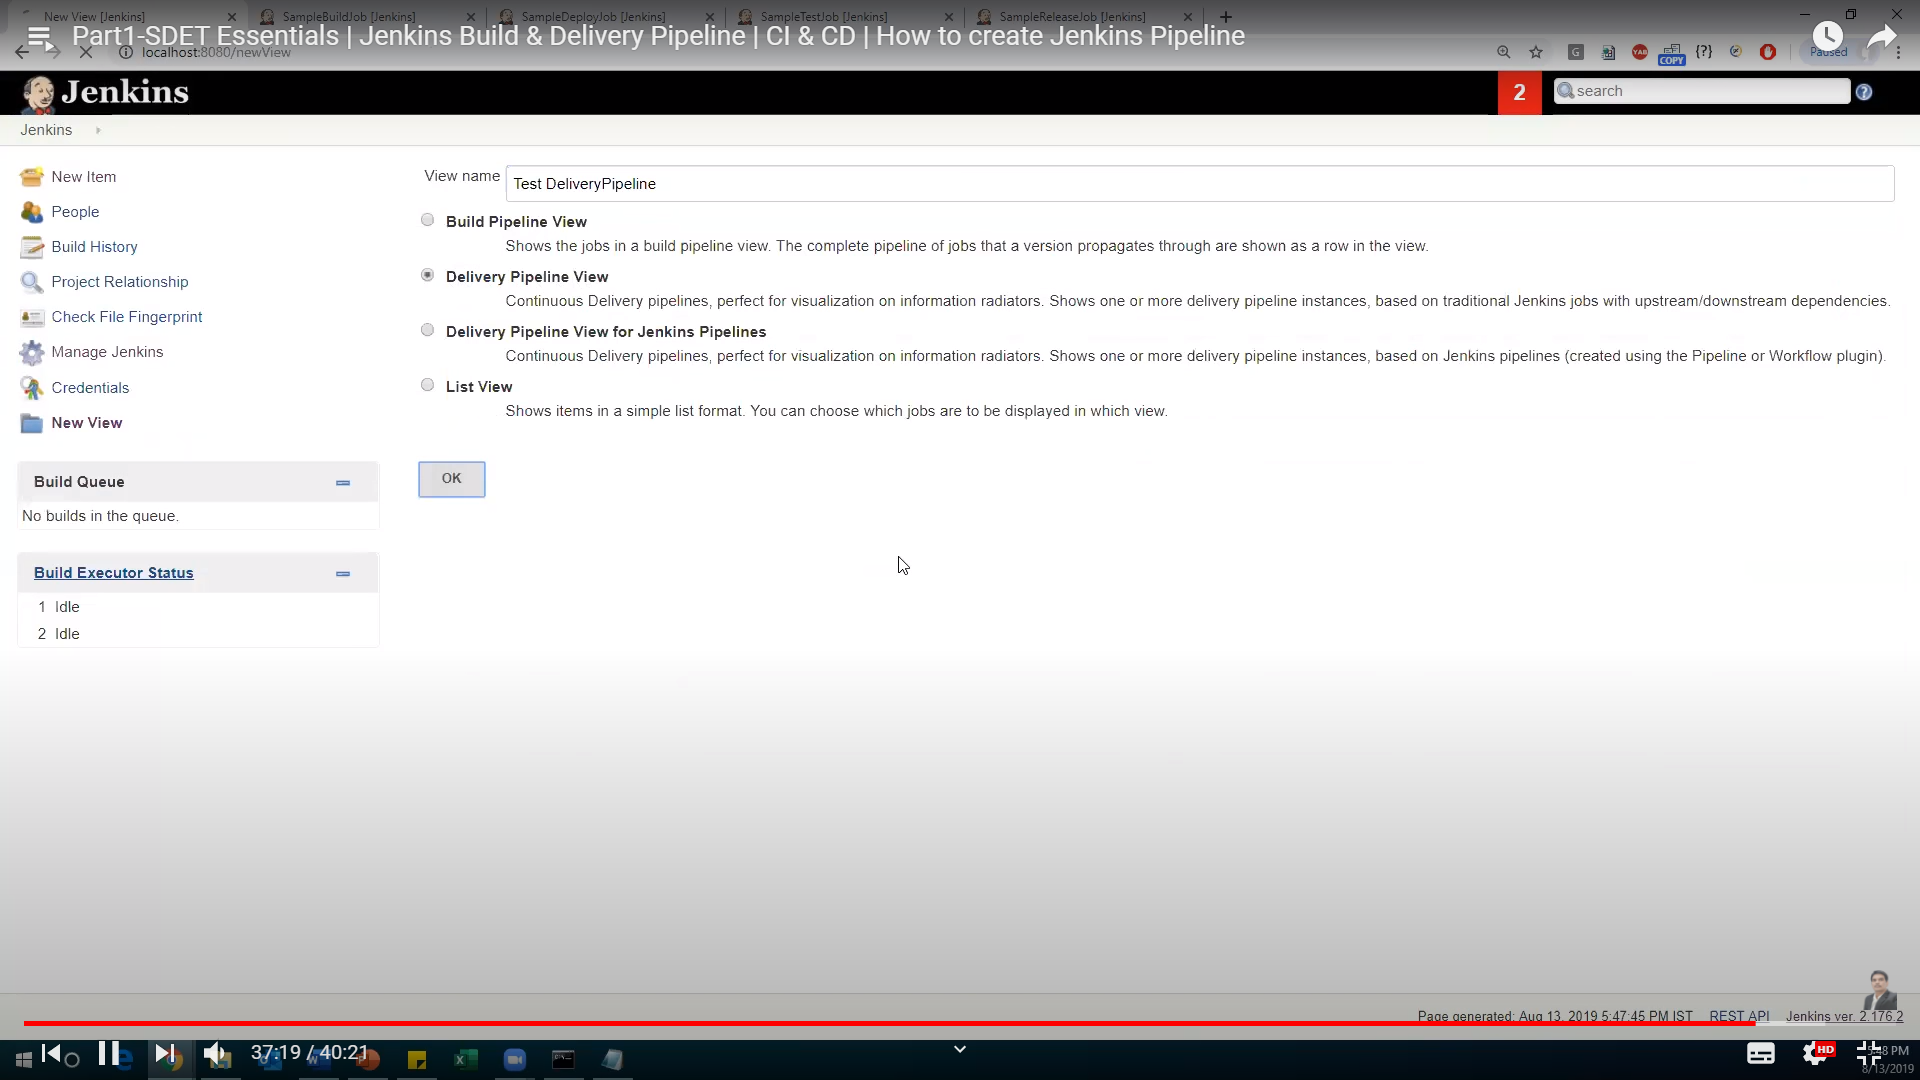 New View [Jenkins]
SampleBuildJob [Jenkins]
SampleDeployJob [Jenkins]
SampleTestJob [Jenkins]
SampleReleaseJob [Jenkins]
Part1-SDET Essentials | Jenkins Build & Delivery Pipeline | CI & CD | How to create Jenkins Pipeline
localhost:8080/newView
COPY
Paused
Jenkins
2
search
Jenkins
New Item
People
Build History
Project Relationship
Check File Fingerprint
Manage Jenkins
Credentials
New View
View name
Test DeliveryPipeline
Build Pipeline View
Shows the jobs in a build pipeline view. The complete pipeline of jobs that a version propagates through are shown as a row in the view.
Delivery Pipeline View
Continuous Delivery pipelines, perfect for visualization on information radiators. Shows one or more delivery pipeline instances, based on traditional Jenkins jobs with upstream/downstream dependencies.
Delivery Pipeline View for Jenkins Pipelines
Continuous Delivery pipelines, perfect for visualization on information radiators. Shows one or more delivery pipeline instances, based on Jenkins pipelines (created using the Pipeline or Workflow plugin).
List View
Shows items in a simple list format. You can choose which jobs are to be displayed in which view.
OK
Build Queue
No builds in the queue.
Build Executor Status
1 Idle
2 Idle
Page generated: Aug 13, 2019 5:47:45 PM IST REST API Jenkins ver. 2.176.2
37:19 / 40:21
HD
5:48 PM
8/13/2019